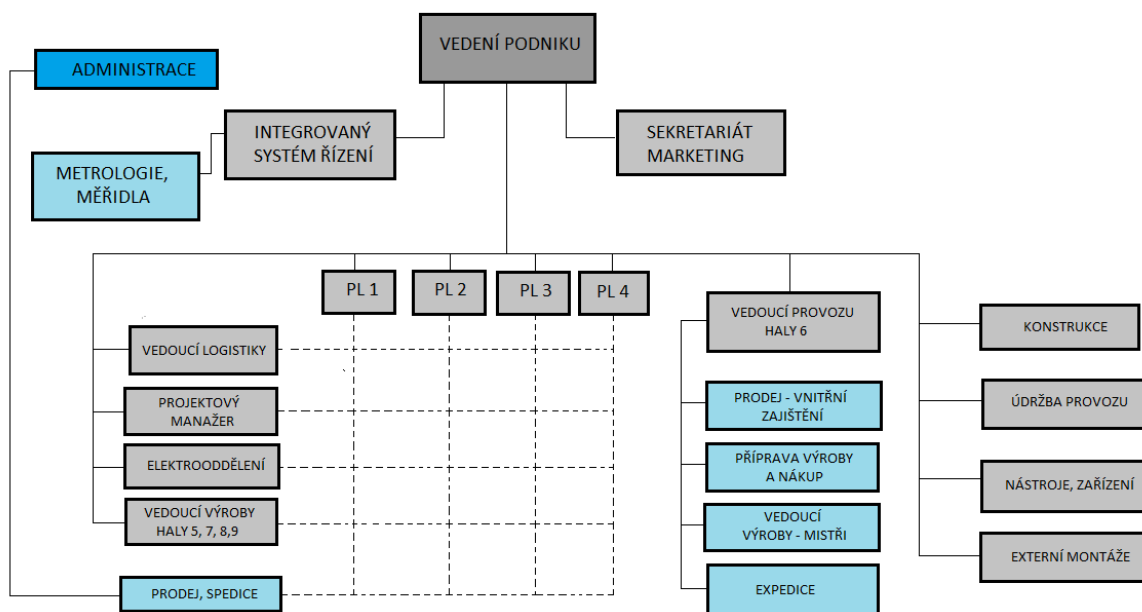 VEDENÍ PODNIKU
ADMINISTRACE
INTEGROVANÝ
SYSTÉM ŘÍZENÍ
SEKRETARIÁT
MARKETING
METROLOGIE,
MĚŘIDLA
PL 1
PL 2
PL 3
PL 4
VEDOUCÍ LOGISTIKY
PROJEKTOVÝ
MANAŽER
ELEKTROODDĚLENÍ
VEDOUCÍ VÝROBY
HALY 5, 7, 8,9
PRODEJ, SPEDICE
VEDOUCÍ PROVOZU
HALY 6
PRODEJ - VNITŘNÍ
ZAJIŠTĚNÍ
PŘÍPRAVA VÝROBY
A NÁKUP
VEDOUCÍ
VÝROBY - MISTŘI
EXPEDICE
KONSTRUKCE
ÚDRŽBA PROVOZU
NÁSTROJE, ZAŘÍZENÍ
EXTERNÍ MONTÁŽE